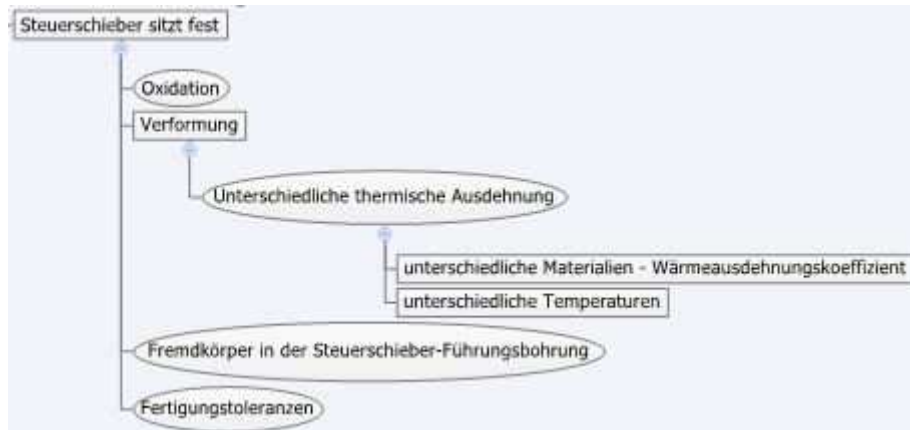 Steuerschieber sitzt fest
Oxidation
Verformung
Unterschiedliche thermische Ausdehnung
unterschiedliche Materialien - Wärmeausdehnungskoeffizient
unterschiedliche Temperaturen
Fremdkörper in der Steuerschieber-Führungsbohrung
Fertigungstoleranzen